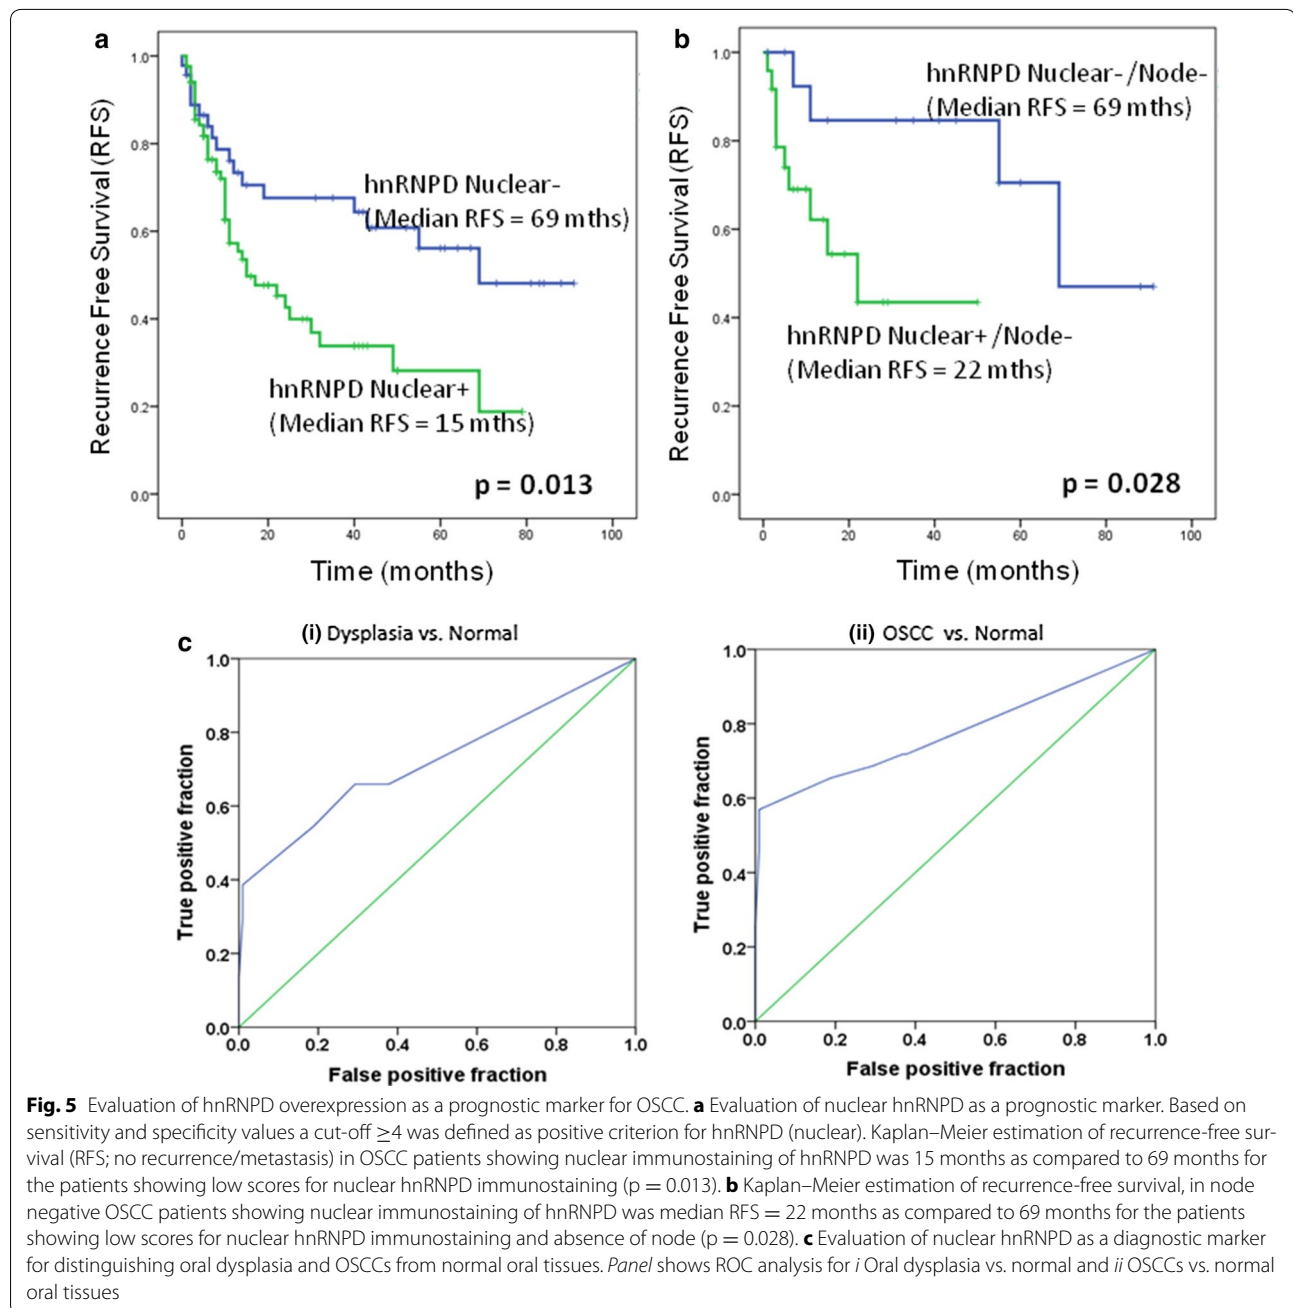 a
1.0
0.8
0.6
0.4
0.2
0.0
Recurrence Free Survival (RFS)
hnRNPD Nuclear-
(Median RFS = 69 mths)
hnRNPD Nuclear+
(Median RFS = 15 mths)
p = 0.013
0 20 40 60 80 100
Time (months)
b
1.0
0.8
0.6
0.4
0.2
0.0
Recurrence Free Survival (RFS)
hnRNPD Nuclear-/Node-
(Median RFS = 69 mths)
hnRNPD Nuclear+/Node-
(Median RFS = 22 mths)
p = 0.028
0 20 40 60 80 100
Time (months)
c
(i) Dysplasia vs. Normal
1.0
0.8
0.6
0.4
0.2
0.0
True positive fraction
0.0 0.2 0.4 0.6 0.8 1.0
False positive fraction
(ii) OSCC vs. Normal
1.0
0.8
0.6
0.4
0.2
0.0
True positive fraction
0.0 0.2 0.4 0.6 0.8 1.0
False positive fraction
Fig. 5 Evaluation of hnRNPD overexpression as a prognostic marker for OSCC. a Evaluation of nuclear hnRNPD as a prognostic marker. Based on
sensitivity and specificity values a cut-off ≥4 was defined as positive criterion for hnRNPD (nuclear). Kaplan–Meier estimation of recurrence-free sur-
vival (RFS; no recurrence/metastasis) in OSCC patients showing nuclear immunostaining of hnRNPD was 15 months as compared to 69 months for
the patients showing low scores for nuclear hnRNPD immunostaining (p = 0.013). b Kaplan–Meier estimation of recurrence-free survival, in node
negative OSCC patients showing nuclear immunostaining of hnRNPD was median RFS = 22 months as compared to 69 months for the patients
showing low scores for nuclear hnRNPD immunostaining and absence of node (p = 0.028). c Evaluation of nuclear hnRNPD as a diagnostic marker
for distinguishing oral dysplasia and OSCCs from normal oral tissues. Panel shows ROC analysis for i Oral dysplasia vs. normal and ii OSCCs vs. normal
oral tissues